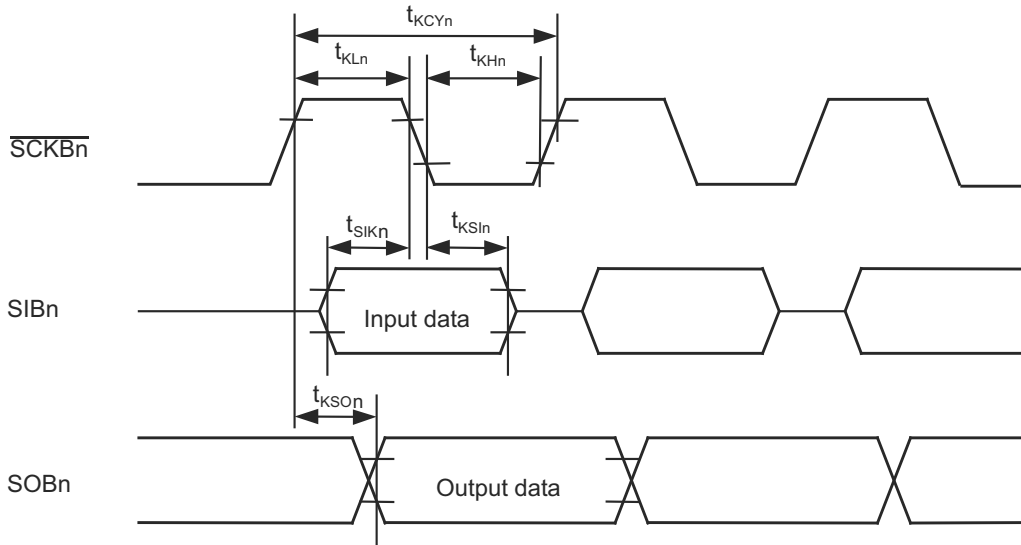 tKCYn
tKLn
tKHn
SCKBn
tSIKn
tKSIn
SIBn
Input data
tKSOn
SOBn
Output data